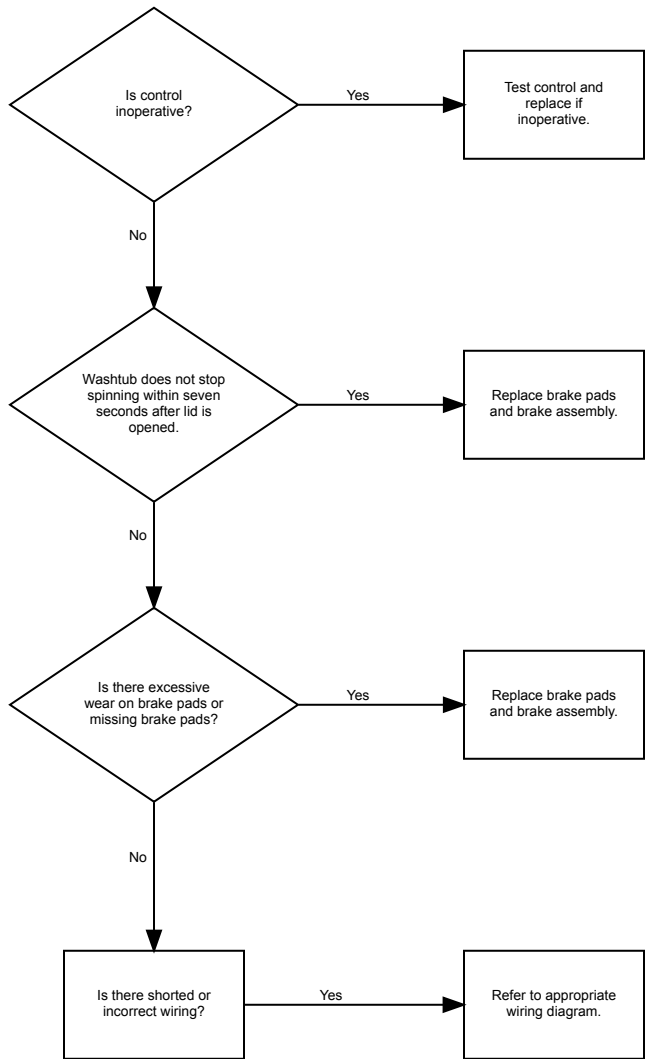 Is control
inoperative?
Yes
Test control and
replace if
inoperative.
No
Washtub does not stop
spinning within seven
seconds after lid is
opened.
Yes
Replace brake pads
and brake assembly.
No
Is there excessive
wear on brake pads or
missing brake pads?
Yes
Replace brake pads
and brake assembly.
No
Is there shorted or
incorrect wiring?
Yes
Refer to appropriate
wiring diagram.